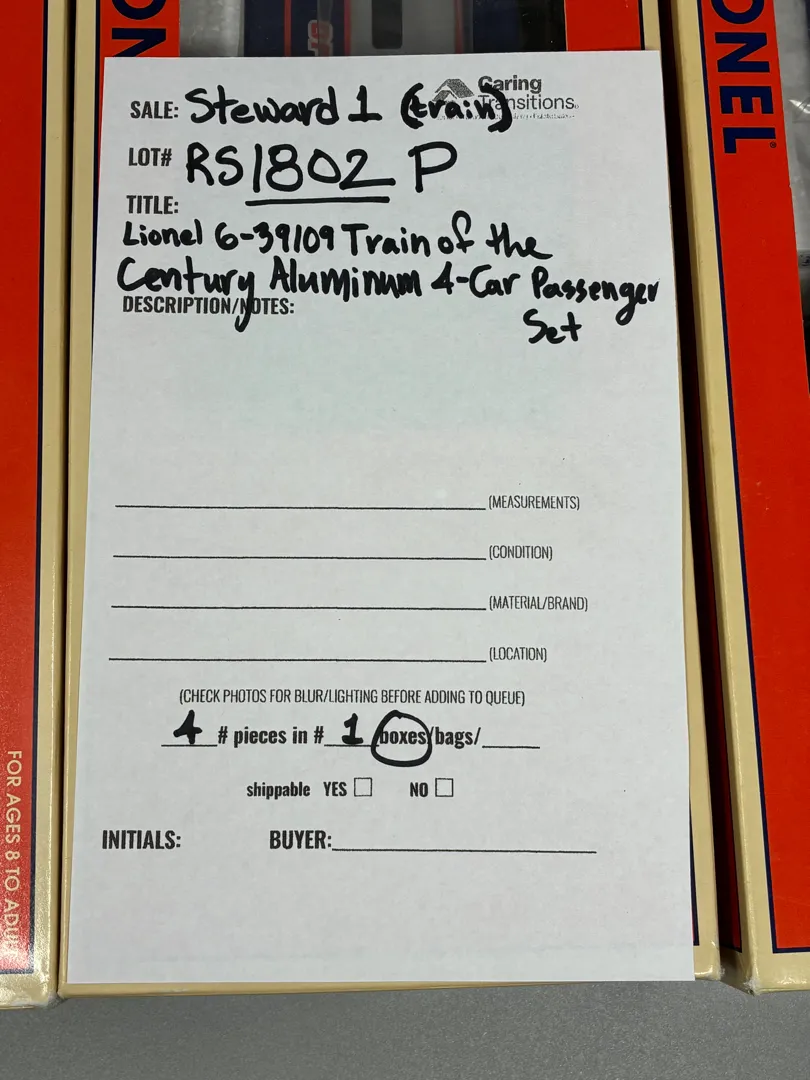 ONEL
ONEL
Caring
Transitions®
SALE: Steward 1 (train)
LOT# RS1802 P
TITLE:
Lionel 6-39109 Train of the
Century Aluminum 4-Car Passenger
Set
DESCRIPTION/NOTES:
(MEASUREMENTS)
(CONDITION)
(MATERIAL/BRAND)
(LOCATION)
(CHECK PHOTOS FOR BLUR/LIGHTING BEFORE ADDING TO QUEUE)
4 # pieces in # 1 boxes/bags/
shippable YES NO
INITIALS: BUYER:
FOR AGES 8 TO ADU